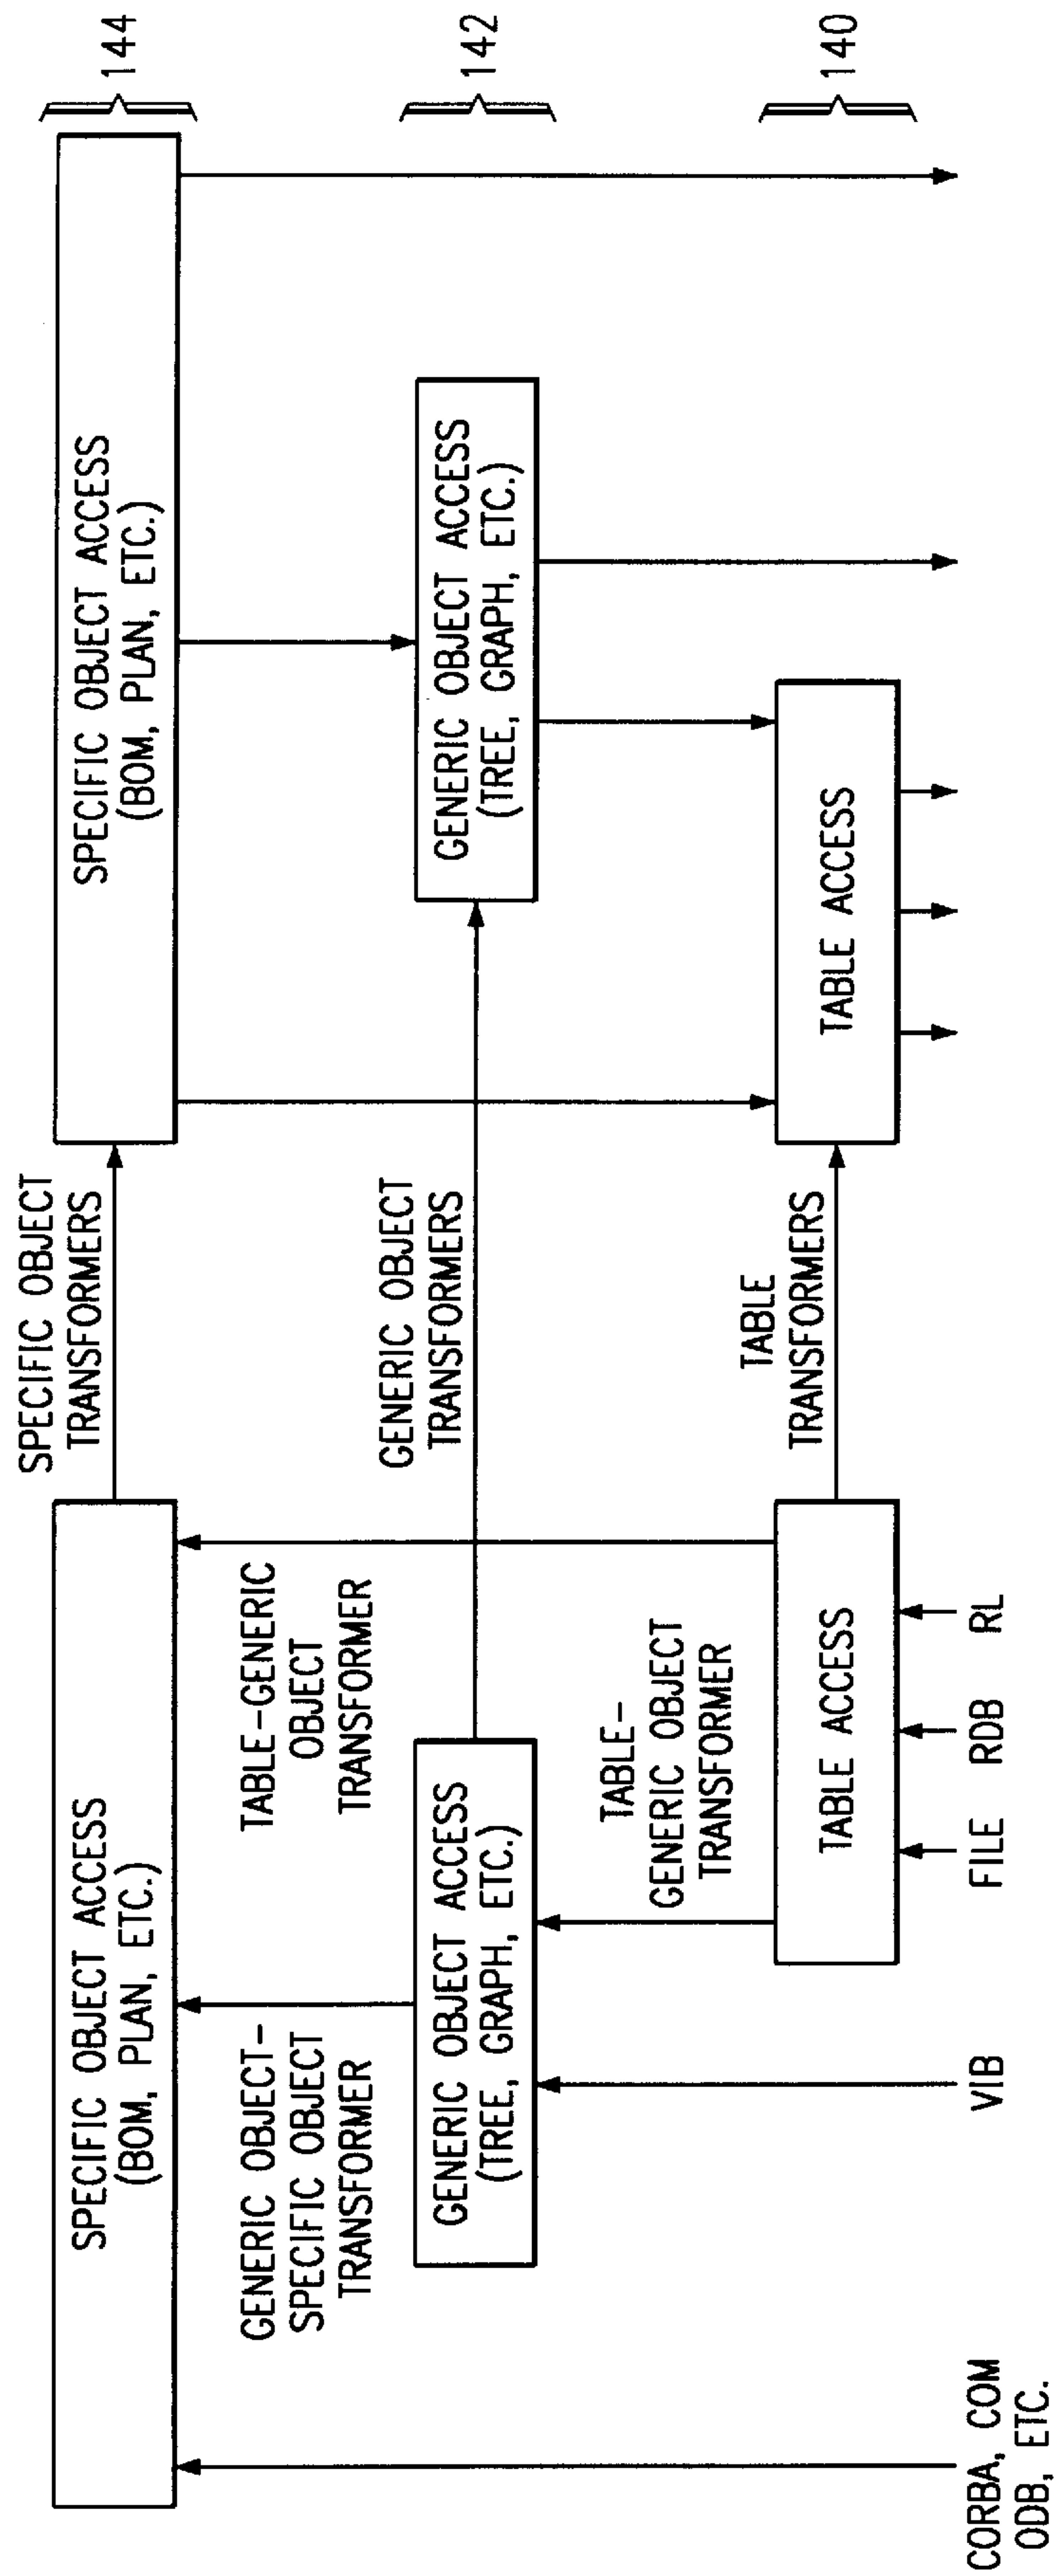 SPECIFIC OBJECT ACCESS
(BOM, PLAN, ETC.)
SPECIFIC OBJECT
TRANSFORMERS
SPECIFIC OBJECT ACCESS
(BOM, PLAN, ETC.)
144
GENERIC OBJECT-
SPECIFIC OBJECT
TRANSFORMER
TABLE-GENERIC
OBJECT
TRANSFORMER
GENERIC OBJECT ACCESS
(TREE, GRAPH, ETC.)
GENERIC OBJECT
TRANSFORMERS
GENERIC OBJECT ACCESS
(TREE, GRAPH, ETC.)
142
TABLE-
GENERIC OBJECT
TRANSFORMER
TABLE ACCESS
TABLE
TRANSFORMERS
TABLE ACCESS
140
CORBA, COM
ODB, ETC.
VIB
FILE
RDB
RL